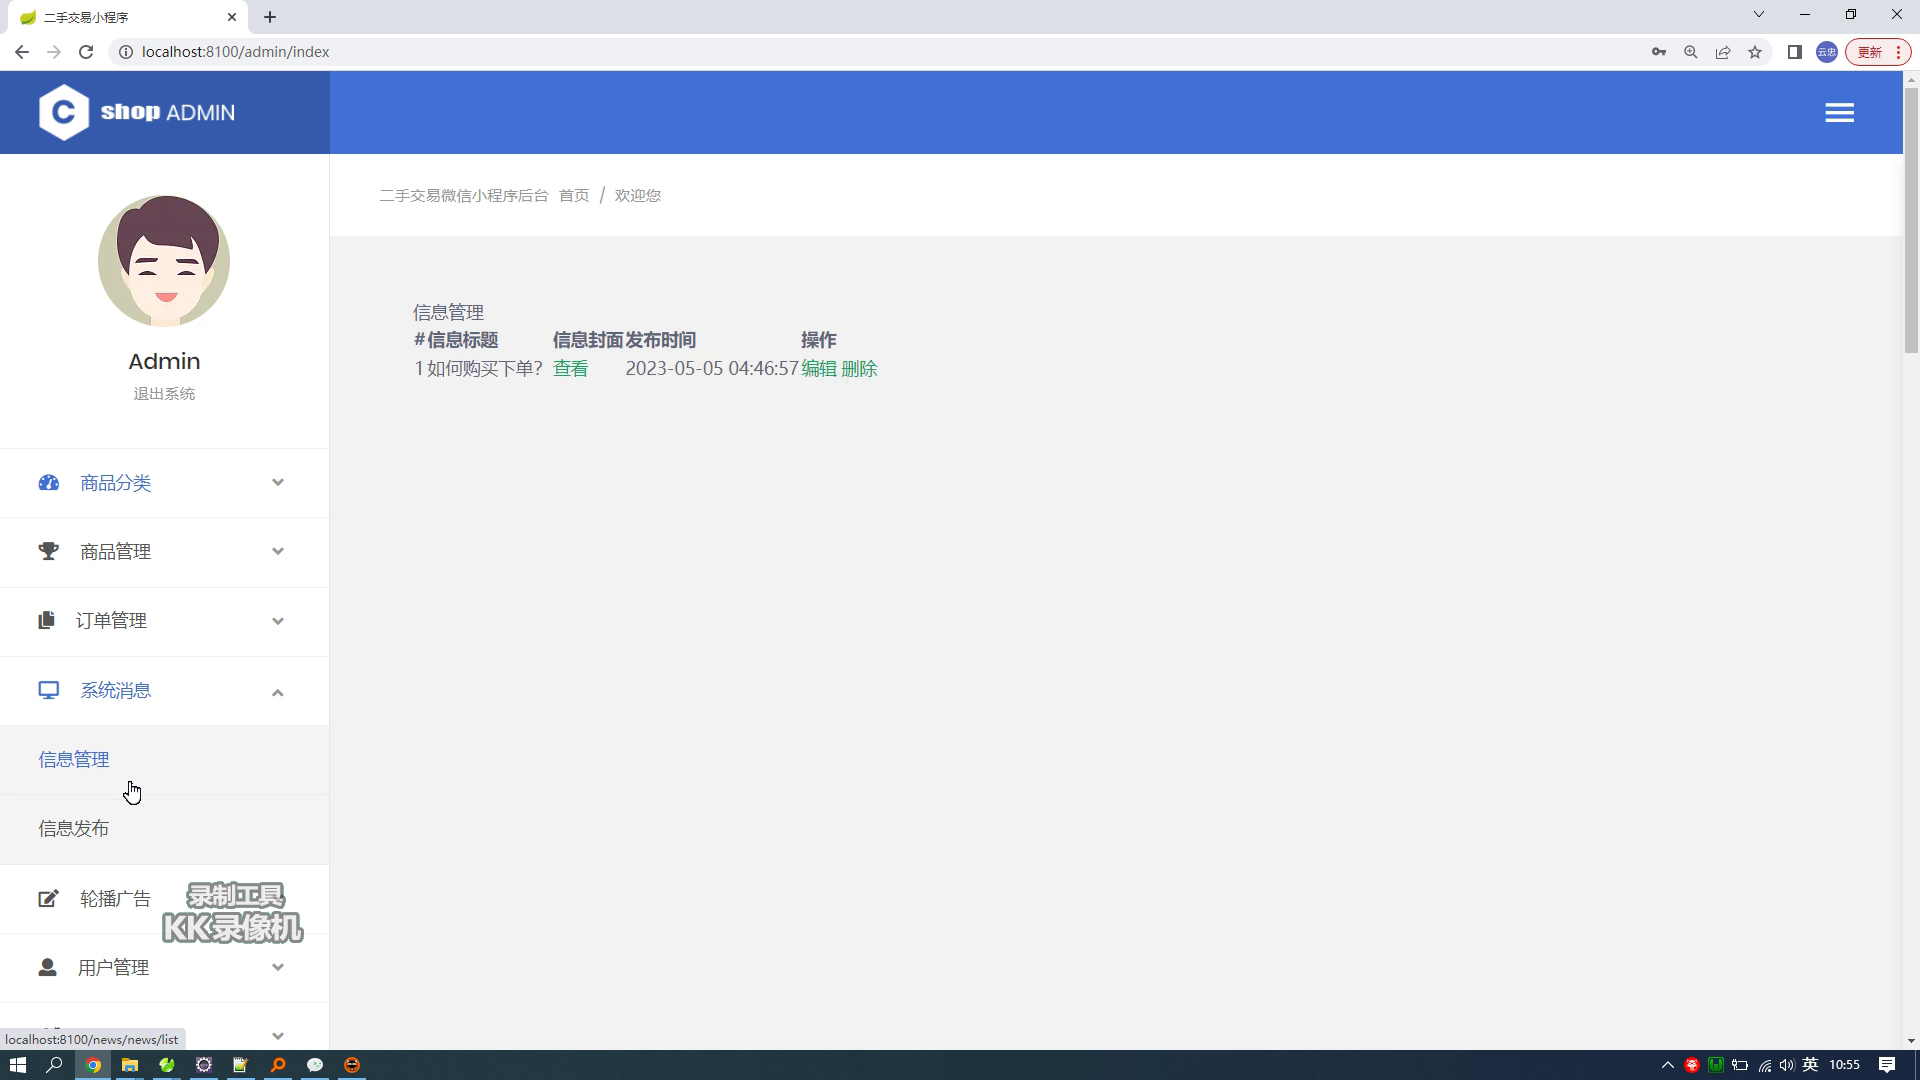 二手交易小程序
localhost:8100/admin/index
云忠
更新
C shop ADMIN
二手交易微信小程序后台 首页 / 欢迎您
Admin
退出系统
信息管理
# 信息标题 信息封面 发布时间 操作
1 如何购买下单? 查看 2023-05-05 04:46:57 编辑 删除
商品分类
商品管理
订单管理
系统消息
信息管理
信息发布
轮播广告
录制工具
KK录像机
用户管理
localhost:8100/news/news/list
英
10:55